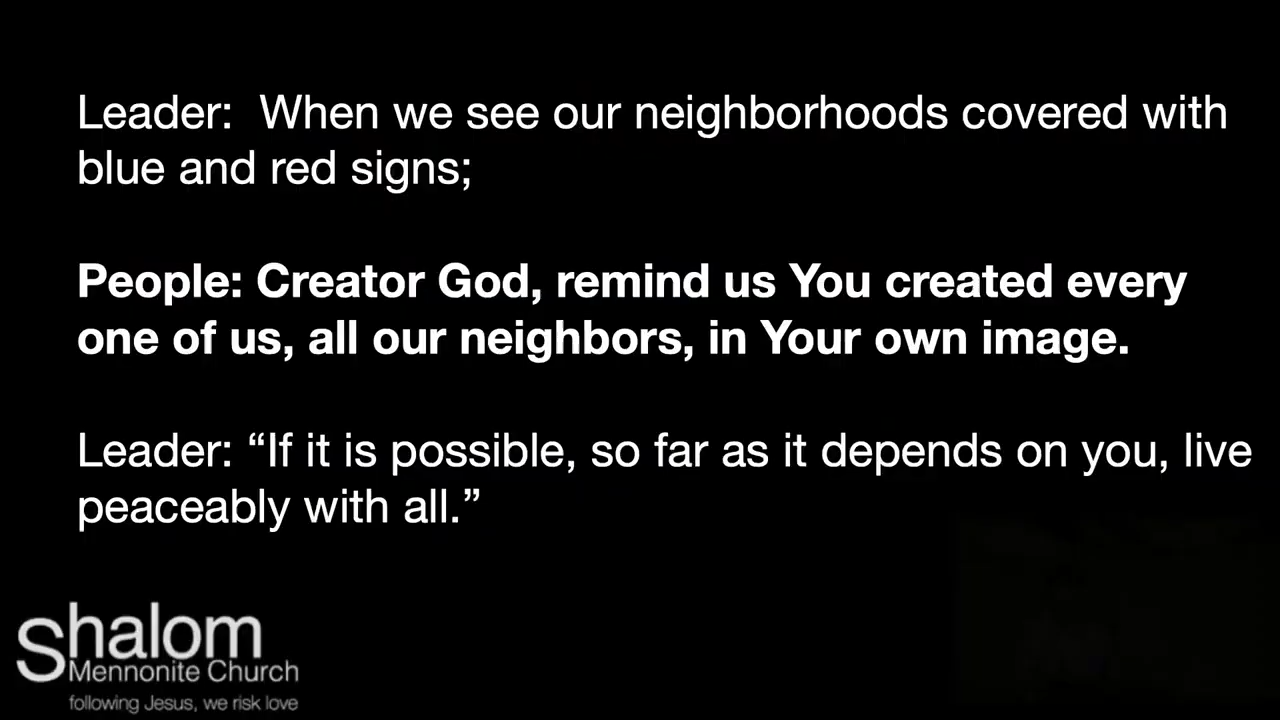 Leader:  When we see our neighborhoods covered with
blue and red signs;
People: Creator God, remind us You created every
one of us, all our neighbors, in Your own image.
Leader: “If it is possible, so far as it depends on you, live
peaceably with all.”
Shalom
Mennonite Church
following Jesus, we risk love